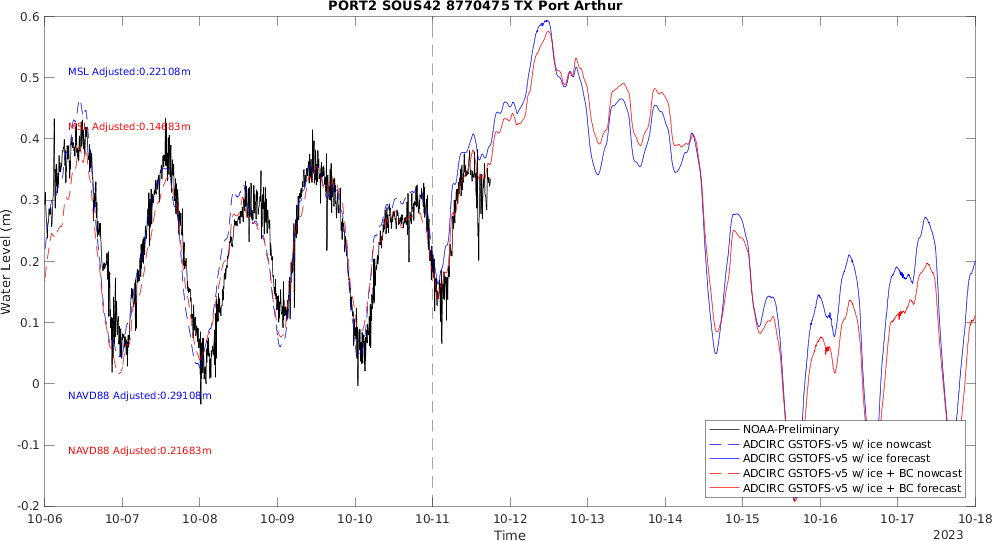 PORT2 SOUS42 8770475 TX Port Arthur
0.6
0.5
0.4
0.3
0.2
0.1
0
-0.1
-0.2
Water Level (m)
MSL Adjusted:0.22108m
MSL Adjusted:0.14683m
NAVD88 Adjusted:0.29108m
NAVD88 Adjusted:0.21683m
NOAA-Preliminary
ADCIRC GSTOFS-v5 w/ ice nowcast
ADCIRC GSTOFS-v5 w/ ice forecast
ADCIRC GSTOFS-v5 w/ ice + BC nowcast
ADCIRC GSTOFS-v5 w/ ice + BC forecast
10-06 10-07 10-08 10-09 10-10 10-11 10-12 10-13 10-14 10-15 10-16 10-17 10-18
Time
2023